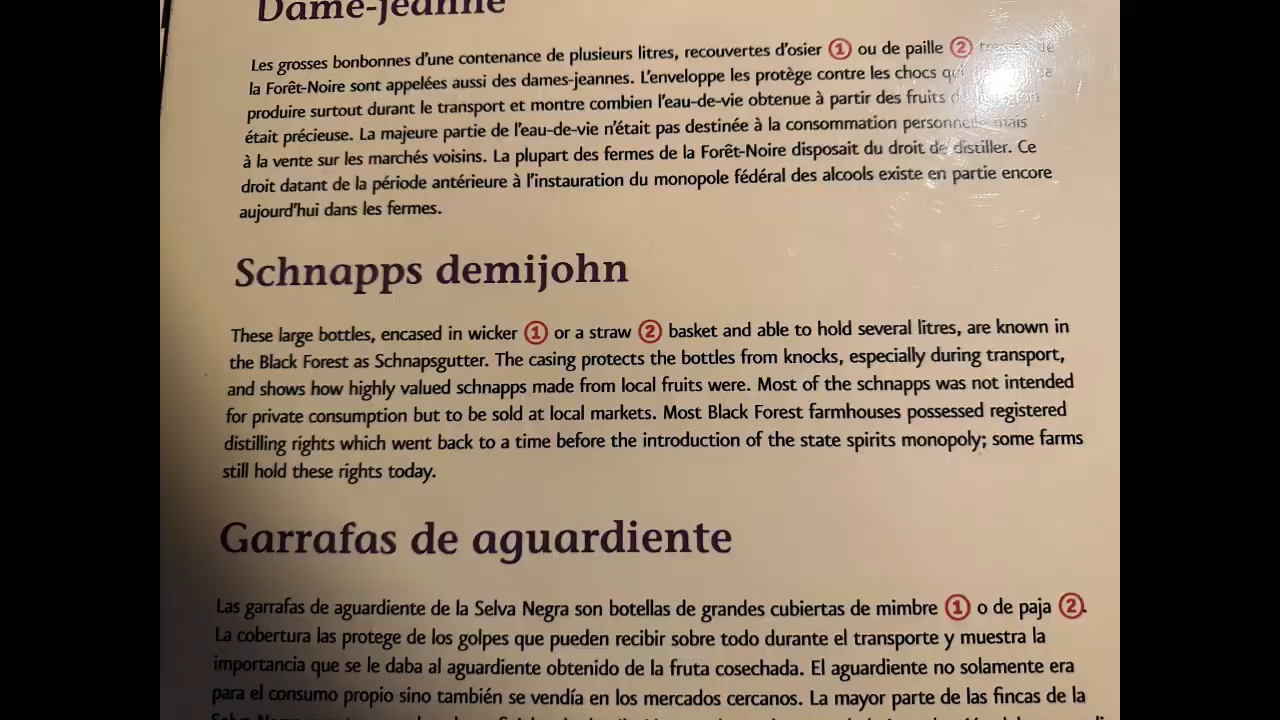 Dame-jeanne
Les grosses bonbonnes d'une contenance de plusieurs litres, recouvertes d'osier ① ou de paille ② tressée de
la Forêt-Noire sont appelées aussi des dames-jeannes. L'enveloppe les protège contre les chocs
produire surtout durant le transport et montre combien l'eau-de-vie obtenue à partir des fruits
était précieuse. La majeure partie de l'eau-de-vie n'était pas destinée à la consommation personnelle mais
à la vente sur les marchés voisins. La plupart des fermes de la Forêt-Noire disposait du droit de distiller. Ce
droit datant de la période antérieure à l'instauration du monopole fédéral des alcools existe en partie encore
aujourd'hui dans les fermes.
Schnapps demijohn
These large bottles, encased in wicker ① or a straw ② basket and able to hold several litres, are known in
the Black Forest as Schnapsgutter. The casing protects the bottles from knocks, especially during transport,
and shows how highly valued schnapps made from local fruits were. Most of the schnapps was not intended
for private consumption but to be sold at local markets. Most Black Forest farmhouses possessed registered
distilling rights which went back to a time before the introduction of the state spirits monopoly; some farms
still hold these rights today.
Garrafas de aguardiente
Las garrafas de aguardiente de la Selva Negra son botellas de grandes cubiertas de mimbre ① o de paja ②.
La cobertura las protege de los golpes que pueden recibir sobre todo durante el transporte y muestra la
importancia que se le daba al aguardiente obtenido de la fruta cosechada. El aguardiente no solamente era
para el consumo propio sino también se vendía en los mercados cercanos. La mayor parte de las fincas de la
Selva Negra